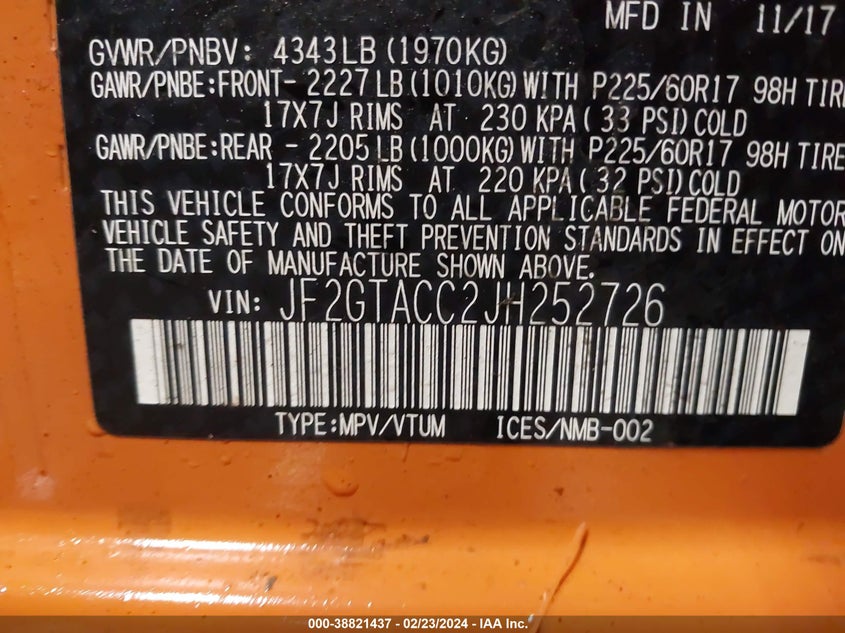 MFD IN 11/17
GVWR/PNBV: 4343LB (1970KG)
GAWR/PNBE:FRONT- 2227 LB (1010KG) WITH P225/60R17 98H TIRE
17X7J RIMS AT 230 KPA ( 33 PSI) COLD
GAWR/PNBE:REAR - 2205 LB (1000KG) WITH P225/60R17 98H TIRE
17X7J RIMS AT 220 KPA ( 32 PSI) COLD
THIS VEHICLE CONFORMS TO ALL APPLICABLE FEDERAL MOTOR
VEHICLE SAFETY AND THEFT PREVENTION STANDARDS IN EFFECT ON
THE DATE OF MANUFACTURE SHOWN ABOVE.
VIN: JF2GTACC2JH252726
TYPE:MPV/VTUM ICES/NMB-002
000-38821437 - 02/23/2024 - IAA Inc.